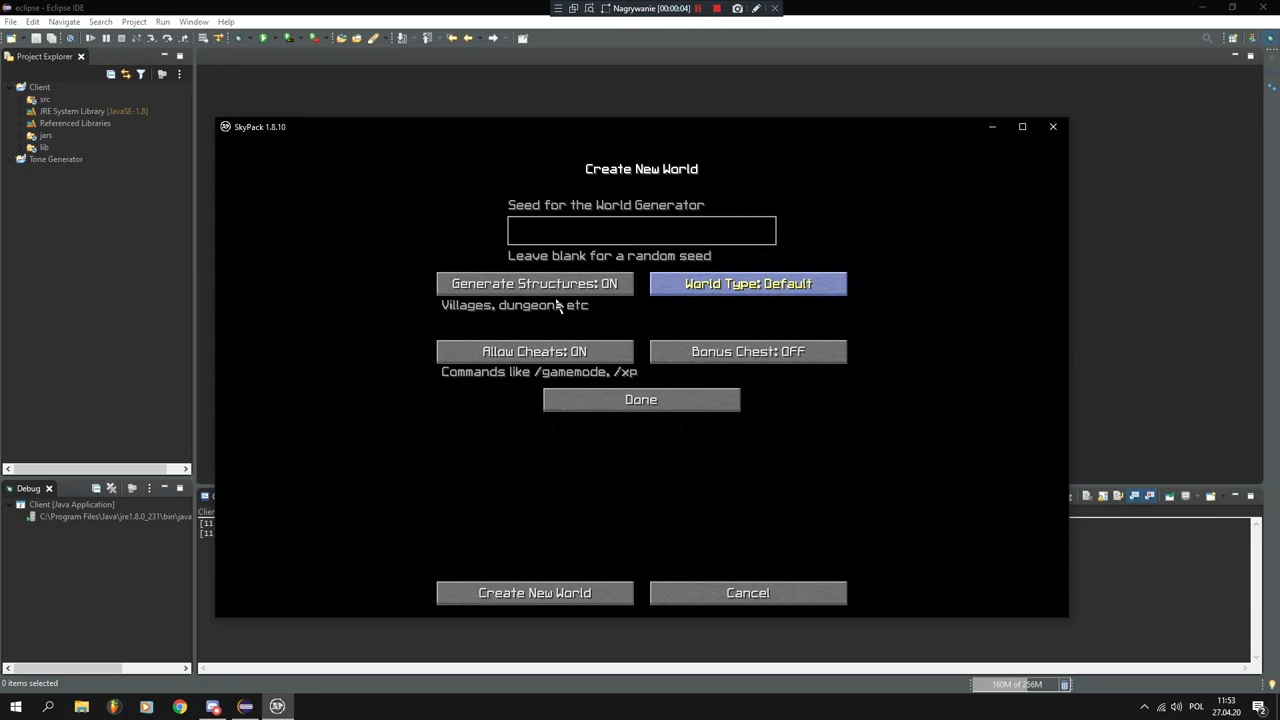 eclipse - Eclipse IDE
Nagrywanie [00:00:04]
File Edit Navigate Search Project Run Window Help
Project Explorer
Client
src
JRE System Library [JavaSE-1.8]
Referenced Libraries
jars
lib
Tone Generator
SkyPack 1.8.10
Create New World
Seed for the World Generator
Leave blank for a random seed
Generate Structures: ON
World Type: Default
Villages, dungeons etc
Allow Cheats: ON
Bonus Chest: OFF
Commands like /gamemode, /xp
Done
Create New World
Cancel
Debug
Client [Java Application]
C:\Program Files\Java\jre1.8.0_231\bin\java
[11
[11
0 items selected
160M of 256M
POL
11:53
27.04.20
2